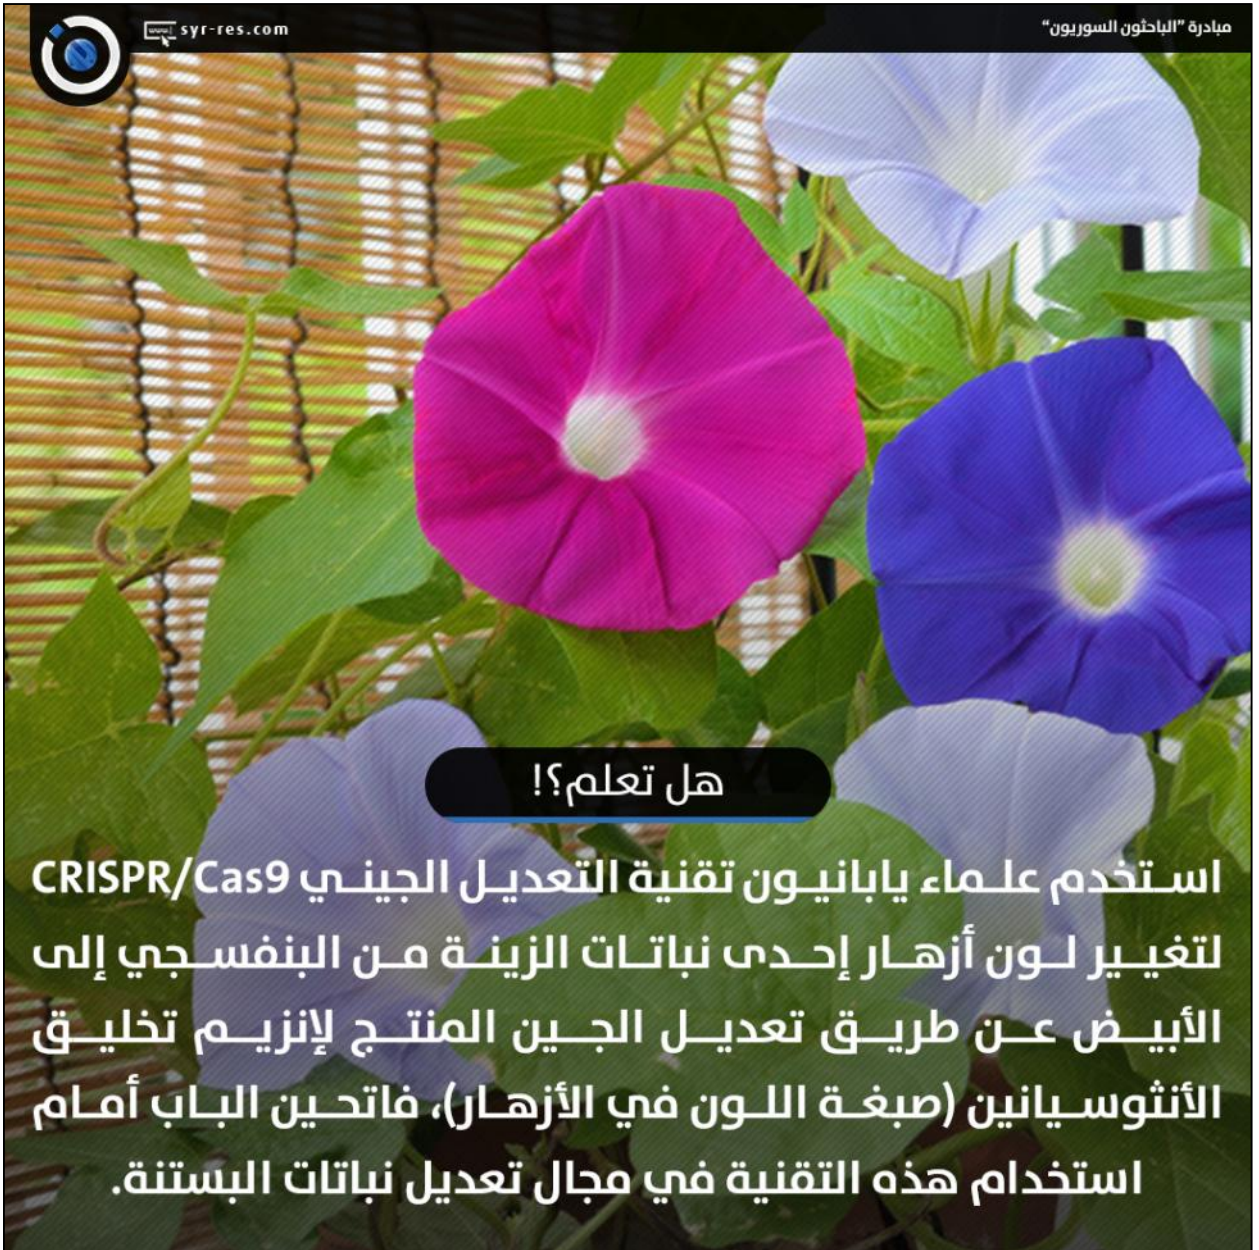 syr-res.com
مبادرة "الباحثون السوريون"
هل تعلم؟!
استخدم علماء يابانيون تقنية التعديل الجيني CRISPR/Cas9
لتغيير لون أزهار إحدى نباتات الزينة من البنفسجي إلى
الأبيض عن طريق تعديل الجين المنتج لإنزيم تخليق
الأنثوسيانين (صبغة اللون في الأزهار)، فاتحين الباب أمام
استخدام هذه التقنية في مجال تعديل نباتات البستنة.